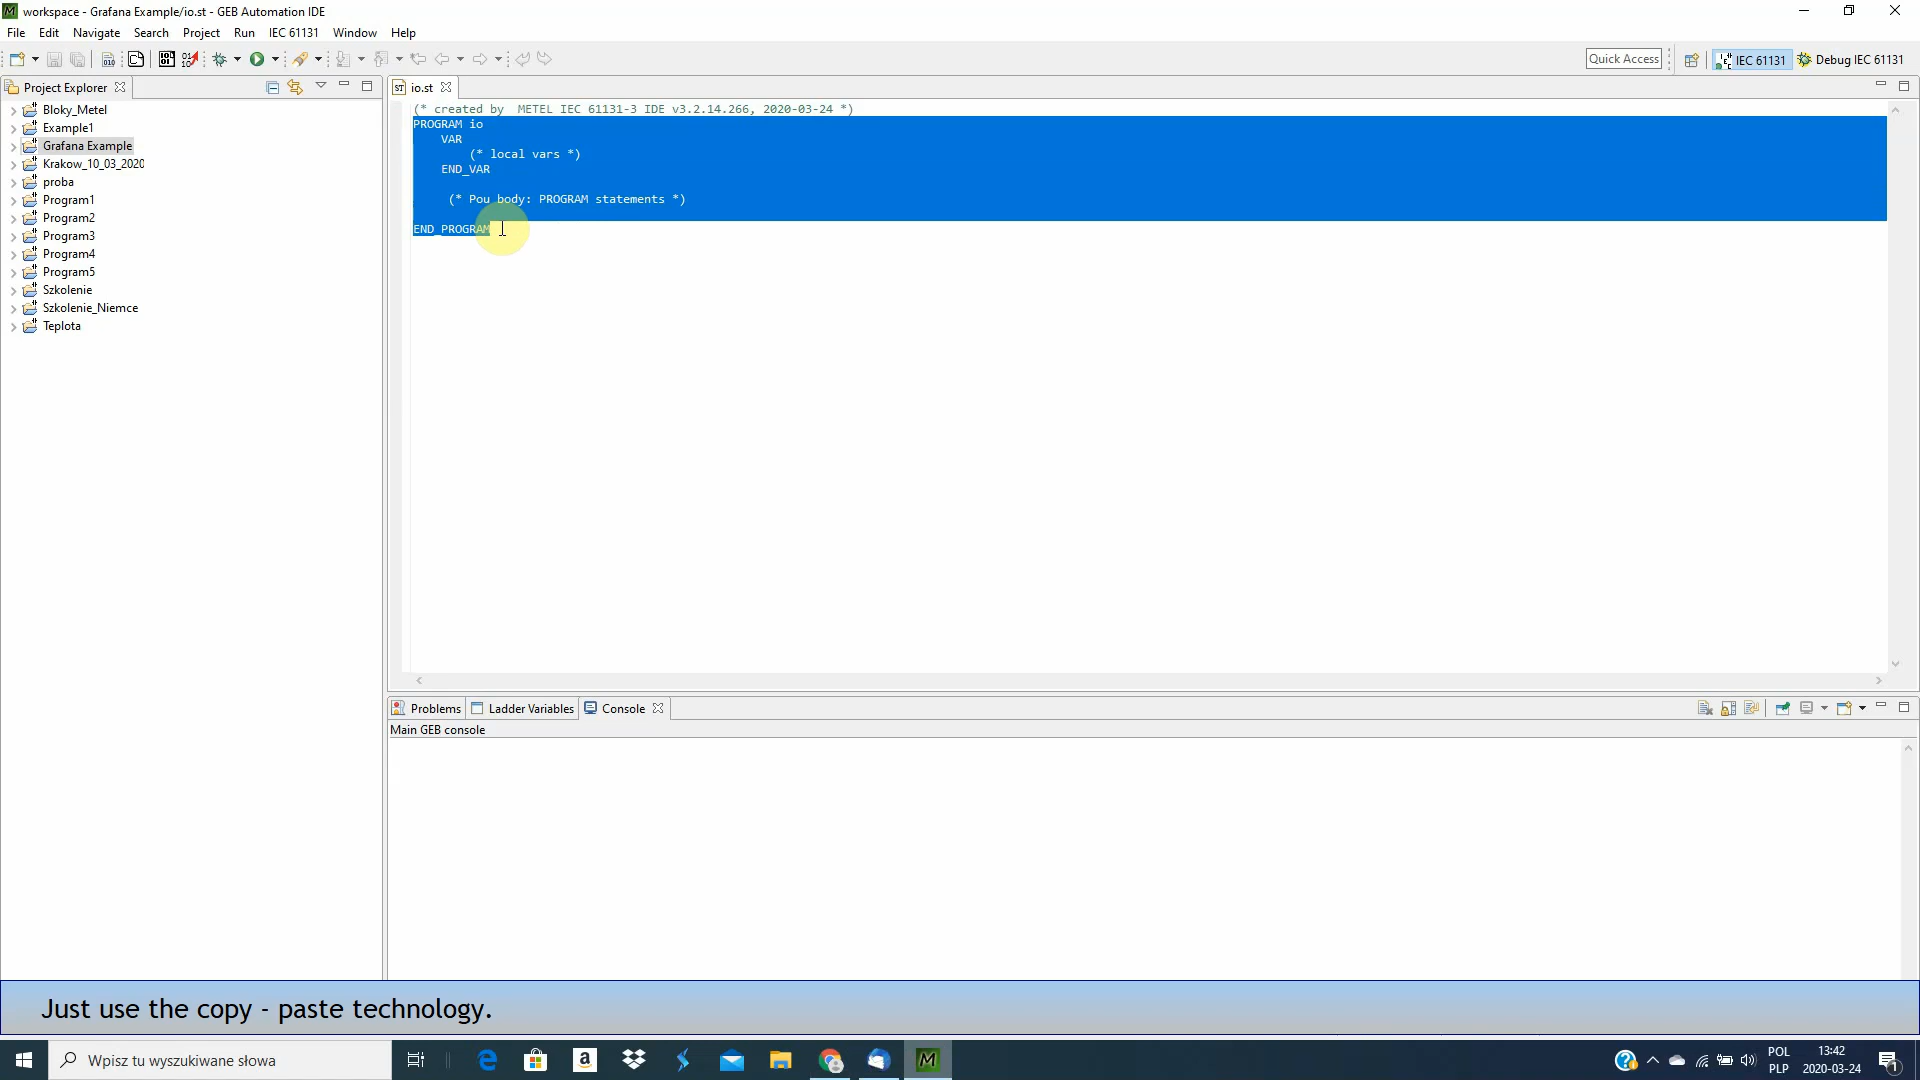 workspace - Grafana Example/io.st - GEB Automation IDE
File Edit Navigate Search Project Run IEC 61131 Window Help
Quick Access IEC 61131 Debug IEC 61131
Project Explorer
Bloky_Metel
Example1
Grafana Example
Krakow_10_03_2020
proba
Program1
Program2
Program3
Program4
Program5
Szkolenie
Szkolenie_Niemce
Teplota
io.st
(* created by  METEL IEC 61131-3 IDE v3.2.14.266, 2020-03-24 *)
PROGRAM io
VAR
(* local vars *)
END_VAR
(* Pou body: PROGRAM statements *)
END_PROGRAM
Problems Ladder Variables Console
Main GEB console
Just use the copy - paste technology.
Wpisz tu wyszukiwane słowa
POL
PLP
13:42
2020-03-24